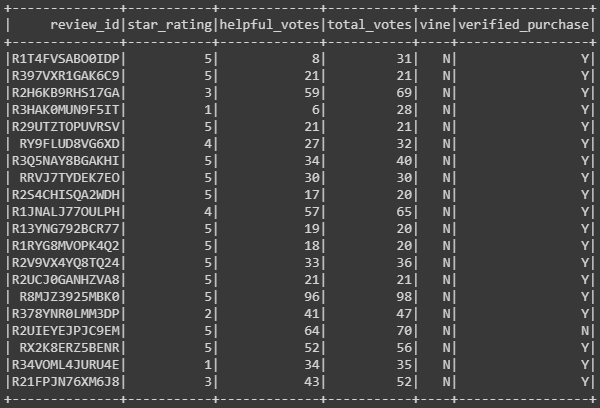 +--------------+-----------+-------------+-----------+----+-----------------+
|     review_id|star_rating|helpful_votes|total_votes|vine|verified_purchase|
+--------------+-----------+-------------+-----------+----+-----------------+
|R1T4FVSABO0IDP|          5|            8|         31|   N|                Y|
|R397VXR1GAK6C9|          5|           21|         21|   N|                Y|
|R2H6KB9RHS17GA|          3|           59|         69|   N|                Y|
|R3HAK0MUN9F5IT|          1|            6|         28|   N|                Y|
|R29UTZTOPUVRSV|          5|           21|         21|   N|                Y|
| RY9FLUD8VG6XD|          4|           27|         32|   N|                Y|
|R3Q5NAY8BGAKHI|          5|           34|         40|   N|                Y|
| RRVJ7TYDEK7EO|          5|           30|         30|   N|                Y|
|R2S4CHISQA2WDH|          5|           17|         20|   N|                Y|
|R1JNALJ77OULPH|          4|           57|         65|   N|                Y|
|R13YNG792BCR77|          5|           19|         20|   N|                Y|
|R1RYG8MVOPK4Q2|          5|           18|         20|   N|                Y|
|R2V9VX4YQ8TQ24|          5|           33|         36|   N|                Y|
|R2UCJ0GANHZVA8|          5|           21|         21|   N|                Y|
| R8MJZ3925MBK0|          5|           96|         98|   N|                Y|
|R378YNR0LMM3DP|          2|           41|         47|   N|                Y|
|R2UIEYEJPJC9EM|          5|           64|         70|   N|                N|
| RX2K8ERZ5BENR|          5|           52|         56|   N|                Y|
|R34VOML4JURU4E|          1|           34|         35|   N|                Y|
|R21FPJN76XM6J8|          3|           43|         52|   N|                Y|
+--------------+-----------+-------------+-----------+----+-----------------+